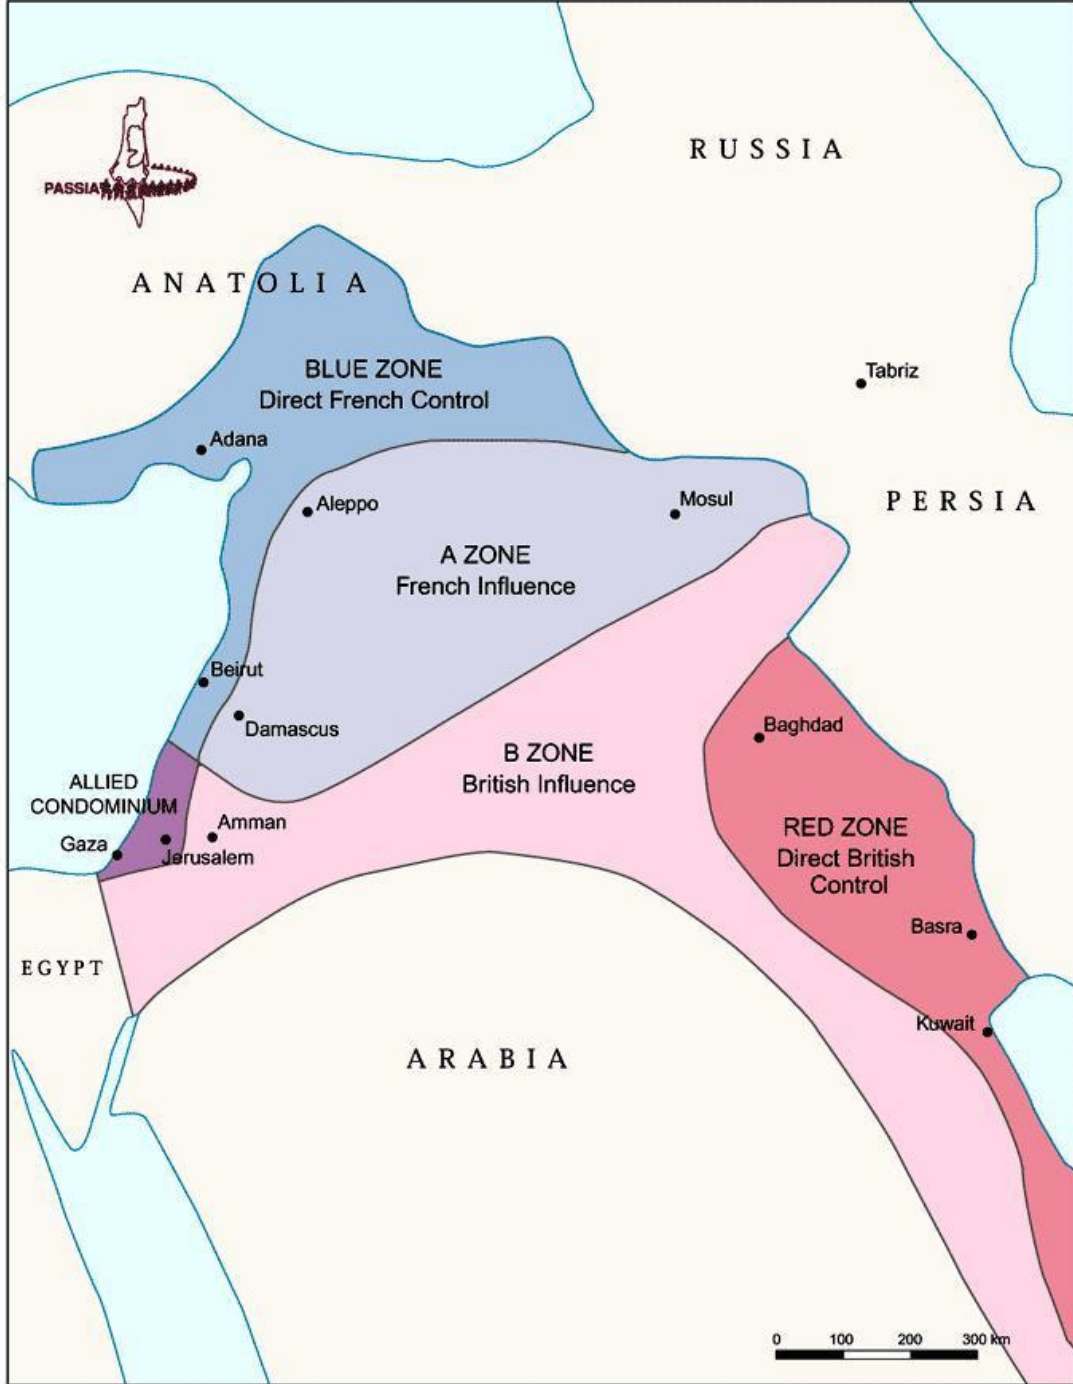 RUSSIA
PASSIA
ANATOLIA
BLUE ZONE
Direct French Control
Tabriz
Adana
Aleppo
Mosul
PERSIA
A ZONE
French Influence
Beirut
Damascus
Baghdad
B ZONE
British Influence
ALLIED
CONDOMINIUM
Amman
Gaza
Jerusalem
RED ZONE
Direct British
Control
Basra
EGYPT
Kuwait
ARABIA
0 100 200 300 km